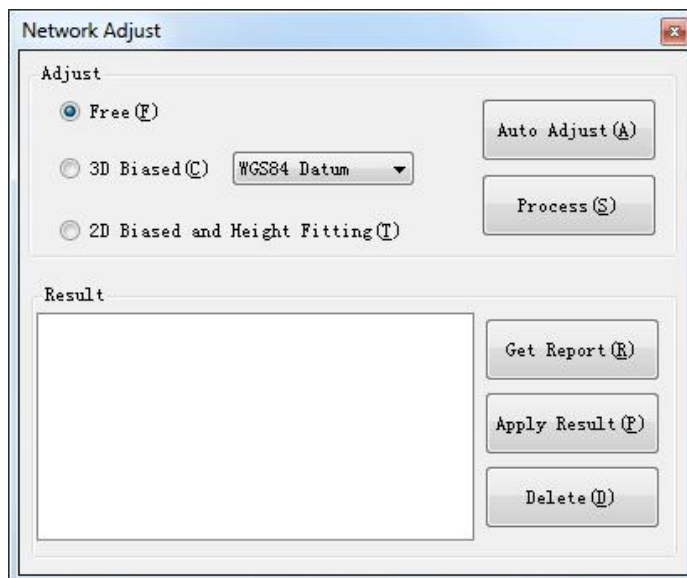 Network Adjust
Adjust
Free(F)
Auto Adjust(A)
3D Biased(C)
WGS84 Datum
Process(S)
2D Biased and Height Fitting(T)
Result
Get Report(R)
Apply Result(P)
Delete(D)